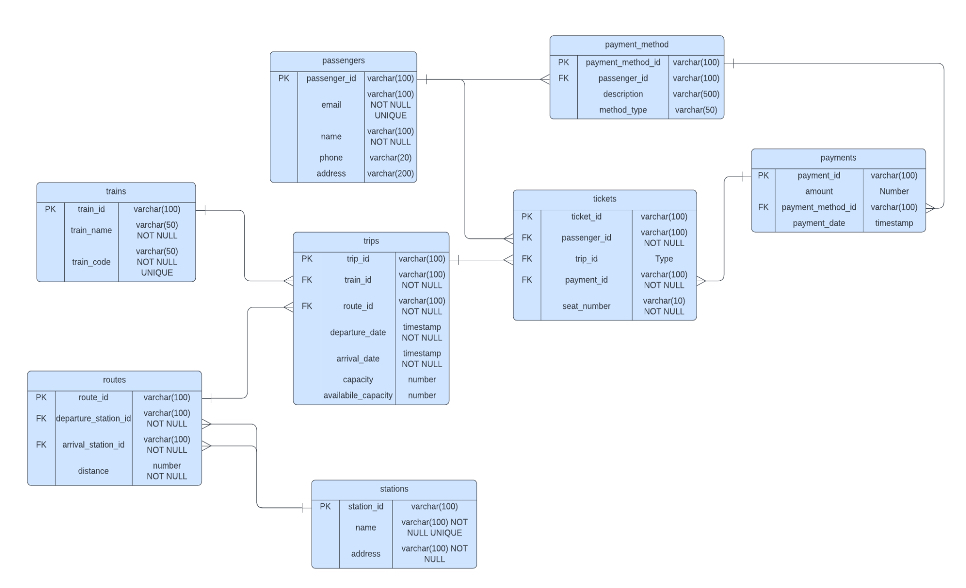 payment_method
PK payment_method_id varchar(100)
FK passenger_id varchar(100)
description varchar(500)
method_type varchar(50)
passengers
PK passenger_id varchar(100)
email varchar(100)
NOT NULL
UNIQUE
name varchar(100)
NOT NULL
phone varchar(20)
address varchar(200)
payments
PK payment_id varchar(100)
amount Number
FK payment_method_id varchar(100)
payment_date timestamp
trains
PK train_id varchar(100)
train_name varchar(50)
NOT NULL
train_code varchar(50)
NOT NULL
UNIQUE
tickets
PK ticket_id varchar(100)
FK passenger_id varchar(100)
NOT NULL
FK trip_id Type
FK payment_id varchar(100)
NOT NULL
seat_number varchar(10)
NOT NULL
trips
PK trip_id varchar(100)
FK train_id varchar(100)
NOT NULL
FK route_id varchar(100)
NOT NULL
departure_date timestamp
NOT NULL
arrival_date timestamp
NOT NULL
capacity number
availabile_capacity number
routes
PK route_id varchar(100)
FK departure_station_id varchar(100)
NOT NULL
FK arrival_station_id varchar(100)
NOT NULL
distance number
NOT NULL
stations
PK station_id varchar(100)
name varchar(100) NOT
NULL UNIQUE
address varchar(100) NOT
NULL